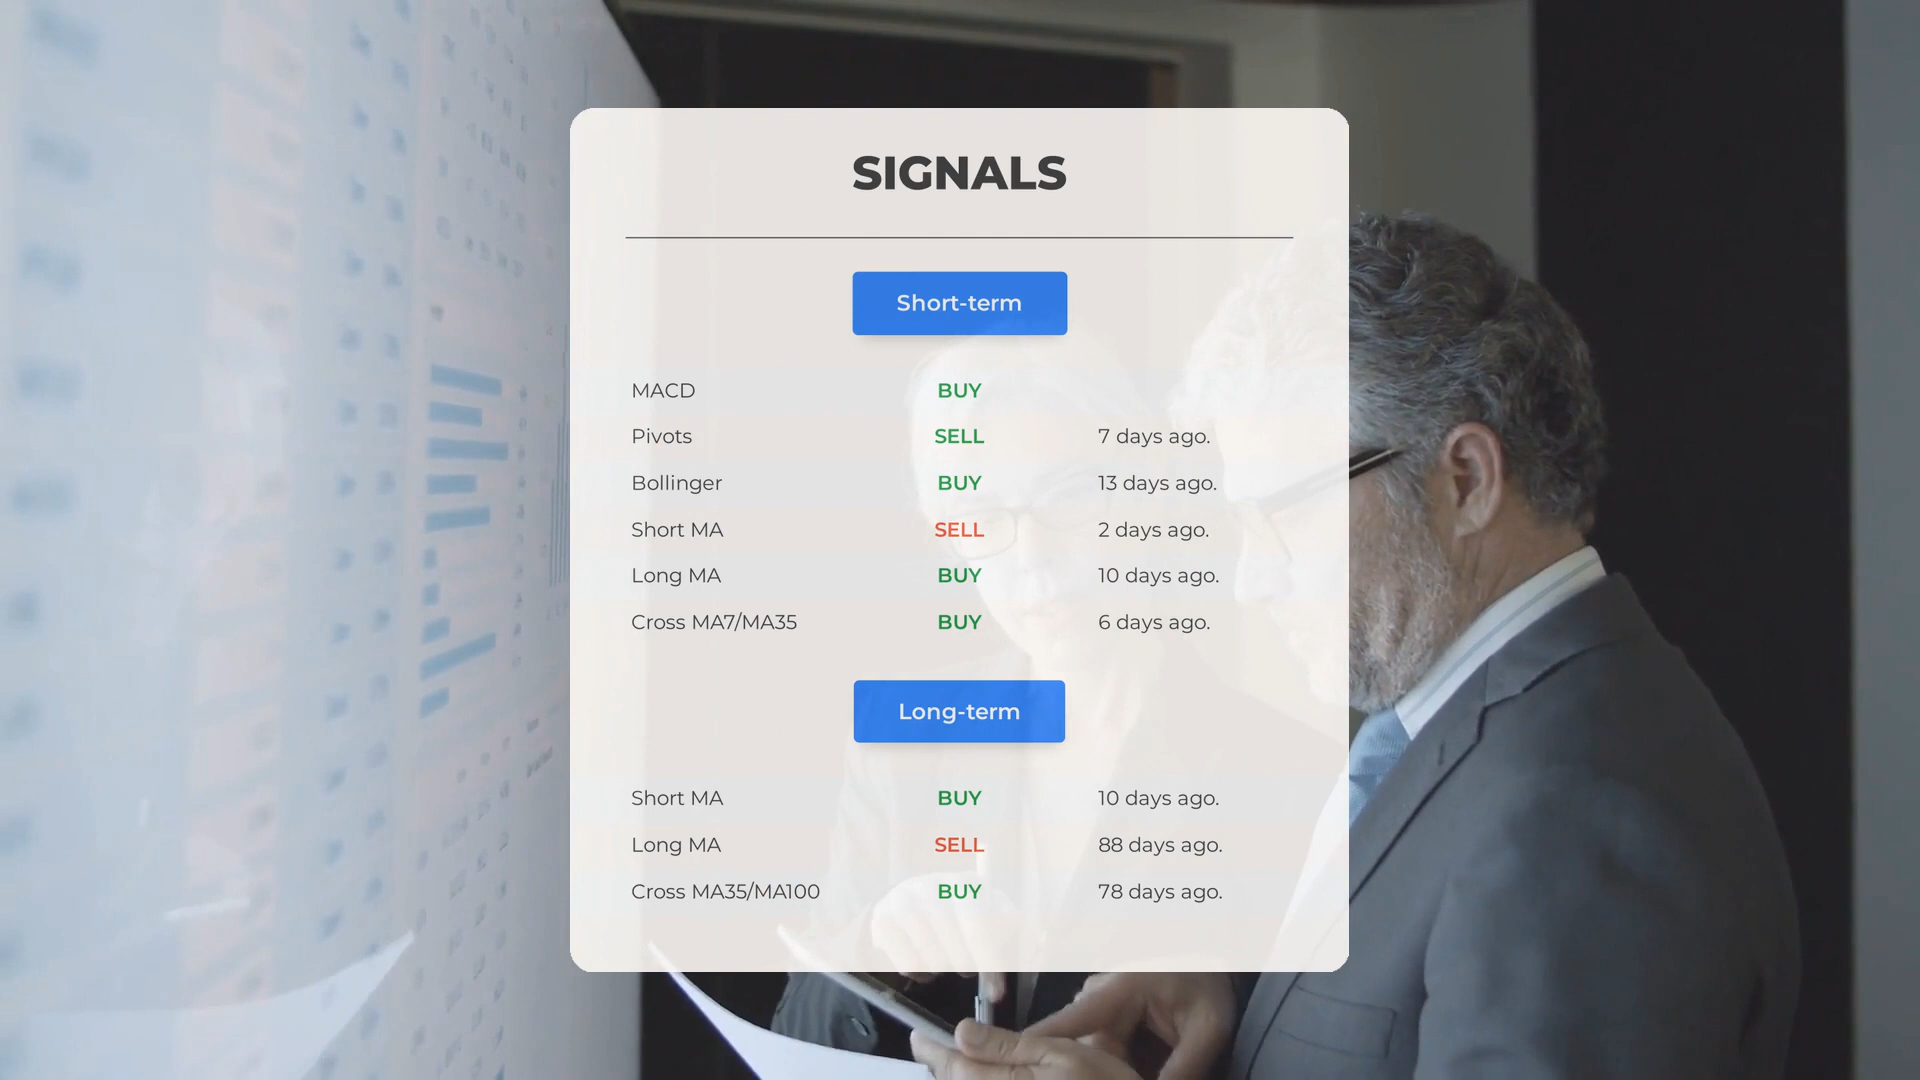 SIGNALS
Short-term
MACD BUY
Pivots SELL 7 days ago.
Bollinger BUY 13 days ago.
Short MA SELL 2 days ago.
Long MA BUY 10 days ago.
Cross MA7/MA35 BUY 6 days ago.
Long-term
Short MA BUY 10 days ago.
Long MA SELL 88 days ago.
Cross MA35/MA100 BUY 78 days ago.